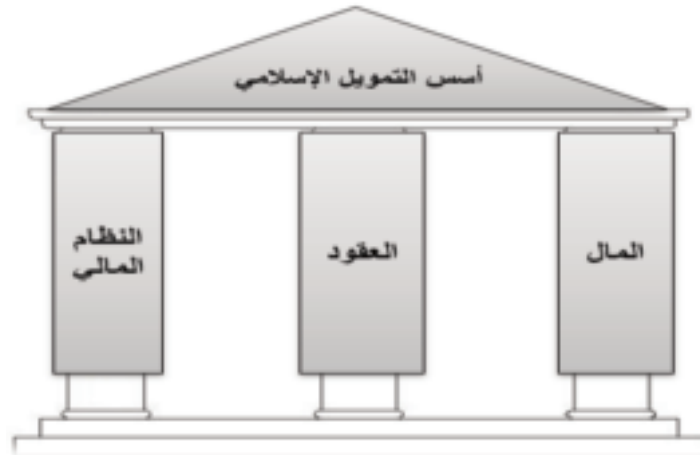 أسس التمويل الإسلامي
المال
العقود
النظام
المالي